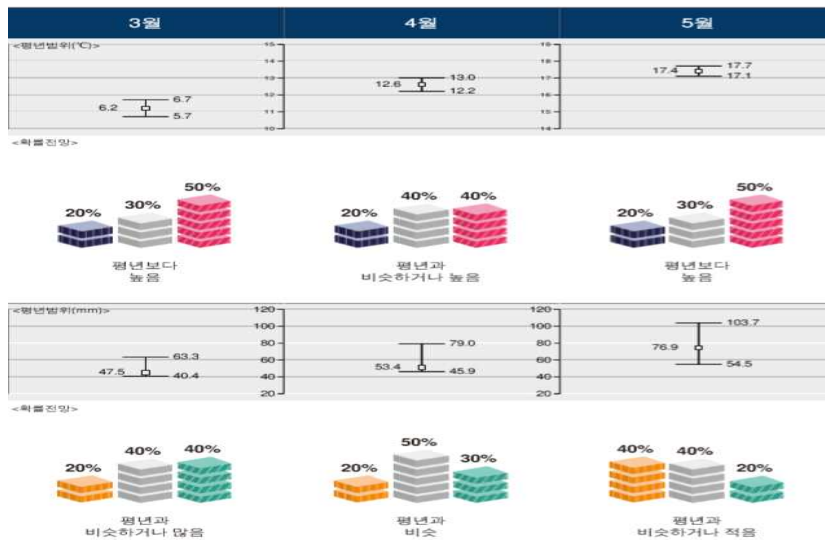 3월 4월 5월
<평년범위(℃)>
15
14
13
12
11
10
6.2
6.7
5.7
12.6
13.0
12.2
18
18
17
16
15
14
17.4
17.7
17.1
<확률전망>
20% 30% 50%
평년보다
높음
20% 40% 40%
평년과
비슷하거나 높음
20% 30% 50%
평년보다
높음
<평년범위(mm)>
120
100
80
60
40
20
47.5
63.3
40.4
120
100
80
60
40
20
53.4
79.0
45.9
76.9
103.7
54.5
<확률전망>
20% 40% 40%
평년과
비슷하거나 많음
20% 50% 30%
평년과
비슷
40% 40% 20%
평년과
비슷하거나 적음